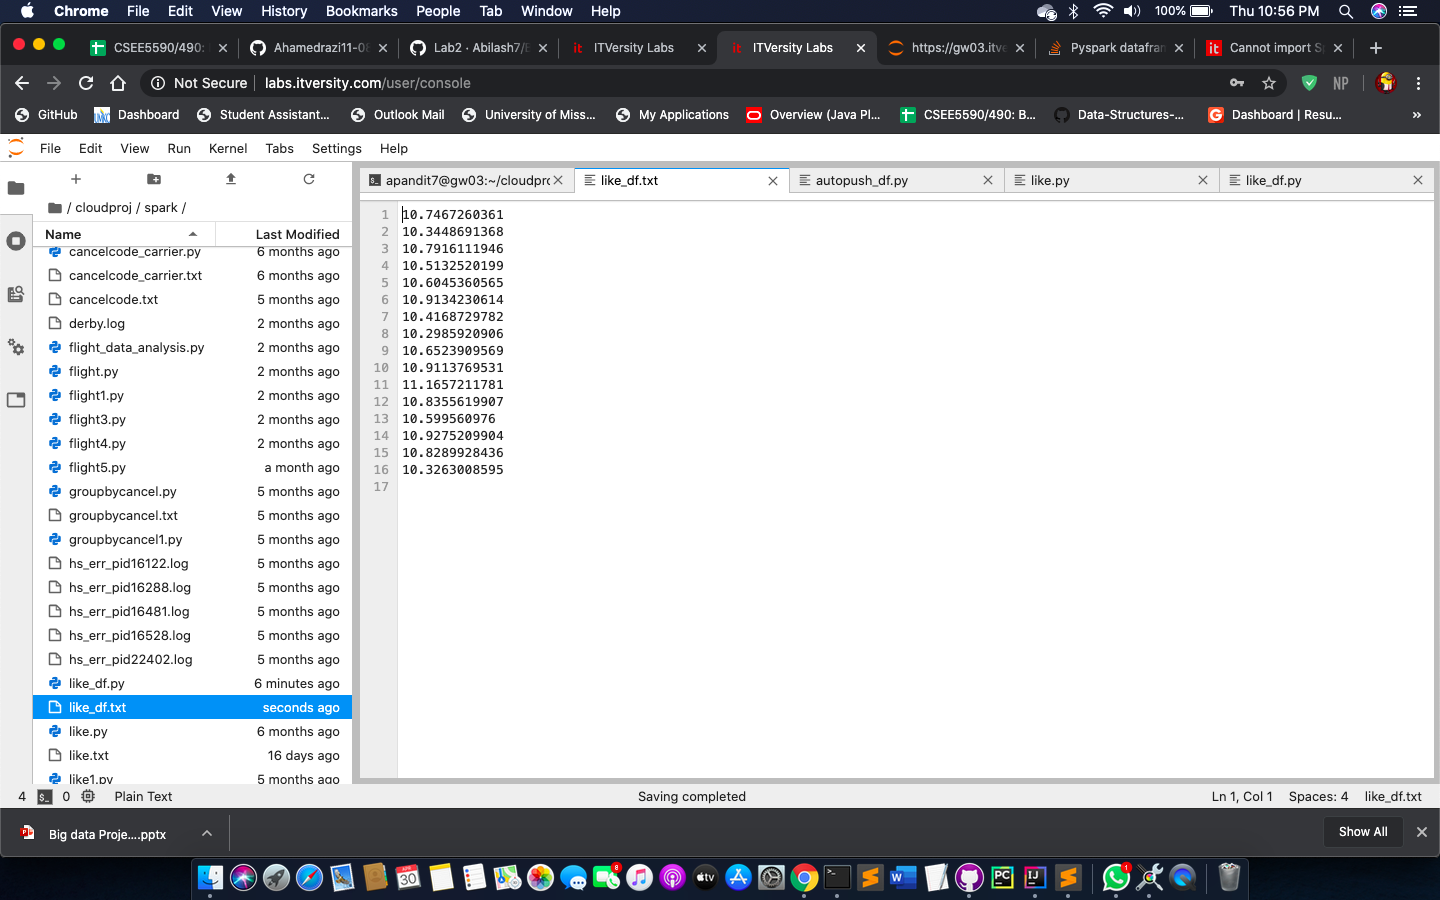 Chrome File Edit View History Bookmarks People Tab Window Help 100% Thu 10:56 PM
CSEE5590/490: Ahamedrazi11-08 Lab2 · Abilash7/ ITVersity Labs ITVersity Labs https://gw03.itve Pyspark datafran Cannot import S
Not Secure labs.itversity.com/user/console NP
GitHub Dashboard Student Assistant... Outlook Mail University of Miss... My Applications Overview (Java Pl... CSEE5590/490: B... Data-Structures-... Dashboard | Resu... »
File Edit View Run Kernel Tabs Settings Help
apandit7@gw03:~/cloudpro like_df.txt autopush_df.py like.py like_df.py
/ cloudproj / spark /
Name Last Modified
cancelcode_carrier.py 6 months ago
cancelcode_carrier.txt 6 months ago
cancelcode.txt 5 months ago
derby.log 2 months ago
flight_data_analysis.py 2 months ago
flight.py 2 months ago
flight1.py 2 months ago
flight3.py 2 months ago
flight4.py 2 months ago
flight5.py a month ago
groupbycancel.py 5 months ago
groupbycancel.txt 5 months ago
groupbycancel1.py 5 months ago
hs_err_pid16122.log 5 months ago
hs_err_pid16288.log 5 months ago
hs_err_pid16481.log 5 months ago
hs_err_pid16528.log 5 months ago
hs_err_pid22402.log 5 months ago
like_df.py 6 minutes ago
like_df.txt seconds ago
like.py 6 months ago
like.txt 16 days ago
like1.py 5 months ago
1 10.7467260361
2 10.3448691368
3 10.7916111946
4 10.5132520199
5 10.6045360565
6 10.9134230614
7 10.4168729782
8 10.2985920906
9 10.6523909569
10 10.9113769531
11 11.1657211781
12 10.8355619907
13 10.599560976
14 10.9275209904
15 10.8289928436
16 10.3263008595
17
4 0 Plain Text Saving completed Ln 1, Col 1 Spaces: 4 like_df.txt
Big data Proje....pptx Show All